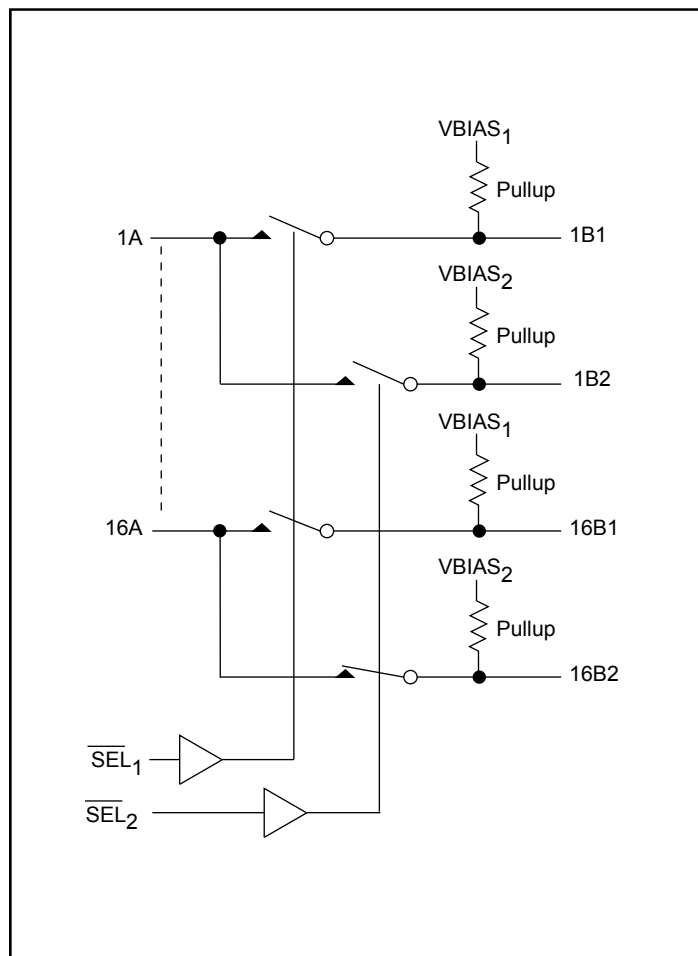 VBIAS1
Pullup
1A
1B1
VBIAS2
Pullup
1B2
VBIAS1
Pullup
16A
16B1
VBIAS2
Pullup
16B2
SEL1
SEL2